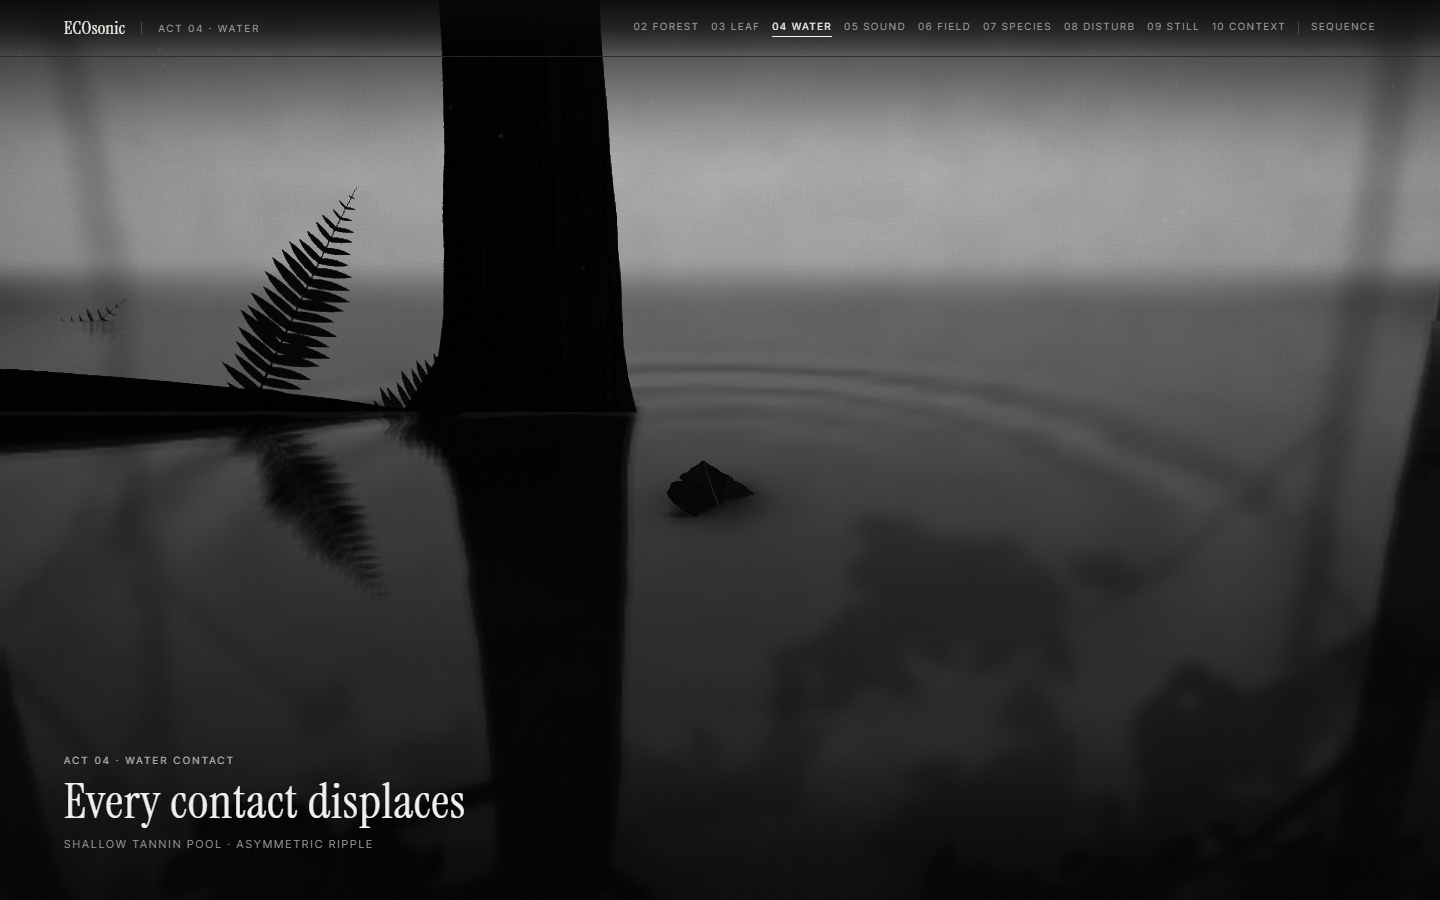 ECOsonic ACT 04 · WATER 02 FOREST 03 LEAF 04 WATER 05 SOUND 06 FIELD 07 SPECIES 08 DISTURB 09 STILL 10 CONTEXT SEQUENCE
ACT 04 · WATER CONTACT
Every contact displaces
SHALLOW TANNIN POOL · ASYMMETRIC RIPPLE